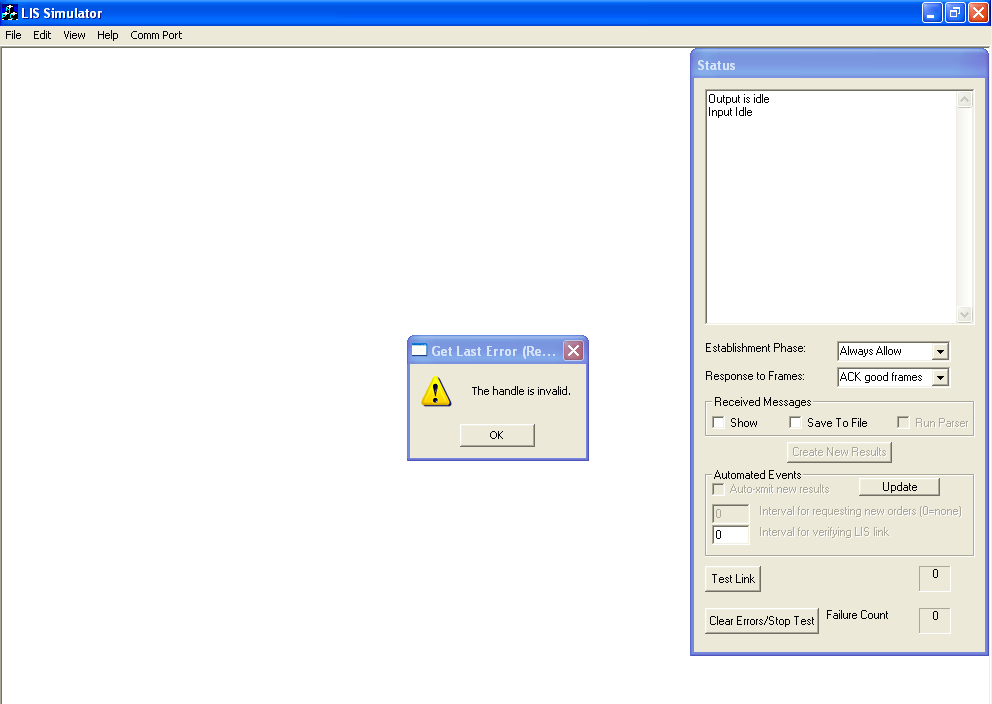 LIS Simulator
File Edit View Help Comm Port
Status
Output is idle
Input Idle
Establishment Phase: Always Allow
Response to Frames: ACK good frames
Get Last Error (Re...
The handle is invalid.
OK
Received Messages
Show Save To File Run Parser
Create New Results
Automated Events
Auto-xmit new results Update
0 Interval for requesting new orders (0=none)
0 Interval for verifying LIS link
Test Link 0
Clear Errors/Stop Test Failure Count 0